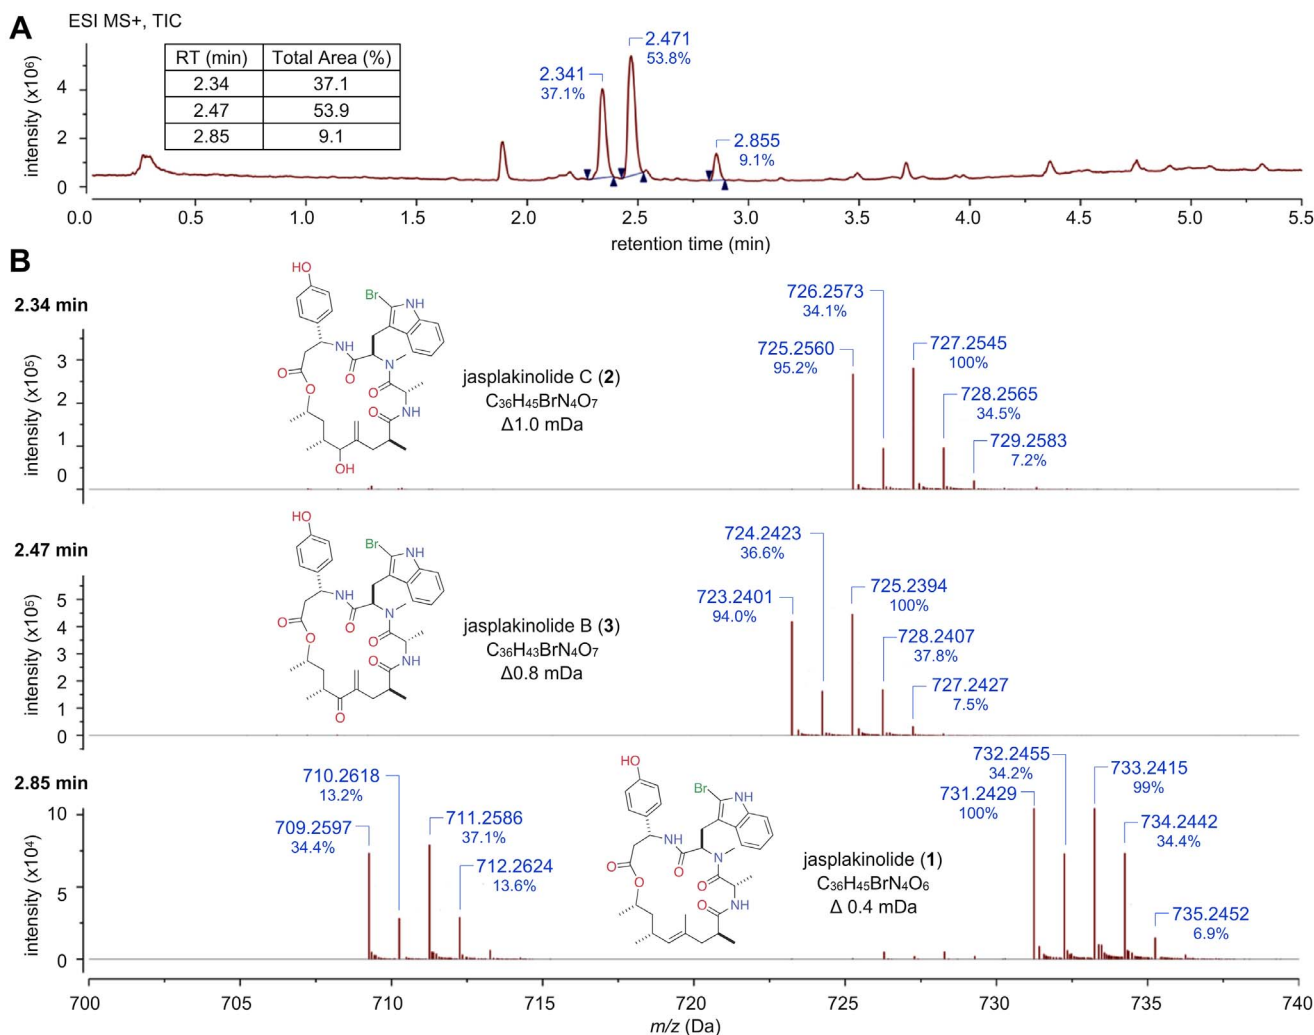 A
ESI MS+, TIC
RT (min) Total Area (%)
2.34 37.1
2.47 53.9
2.85 9.1
2.341
37.1%
2.471
53.8%
2.855
9.1%
intensity (x10⁶)
4
2
0
0.0 0.5 1.0 1.5 2.0 2.5 3.0 3.5 4.0 4.5 5.0 5.5
retention time (min)
B
2.34 min
intensity (x10⁵)
3
2
1
0
HO
Br
NH
NH
O
N
O
O
O
O
NH
OH
jasplakinolide C (2)
C₃₆H₄₅BrN₄O₇
Δ1.0 mDa
725.2560
95.2%
726.2573
34.1%
727.2545
100%
728.2565
34.5%
729.2583
7.2%
2.47 min
intensity (x10⁵)
5
4
3
2
1
0
HO
Br
NH
NH
O
N
O
O
O
O
NH
O
jasplakinolide B (3)
C₃₆H₄₃BrN₄O₇
Δ0.8 mDa
723.2401
94.0%
724.2423
36.6%
725.2394
100%
728.2407
37.8%
727.2427
7.5%
2.85 min
intensity (x10⁴)
10
5
0
709.2597
34.4%
710.2618
13.2%
711.2586
37.1%
712.2624
13.6%
HO
Br
NH
NH
O
N
O
O
O
O
NH
jasplakinolide (1)
C₃₆H₄₅BrN₄O₆
Δ 0.4 mDa
731.2429
100%
732.2455
34.2%
733.2415
99%
734.2442
34.4%
735.2452
6.9%
700 705 710 715 720 725 730 735 740
m/z (Da)